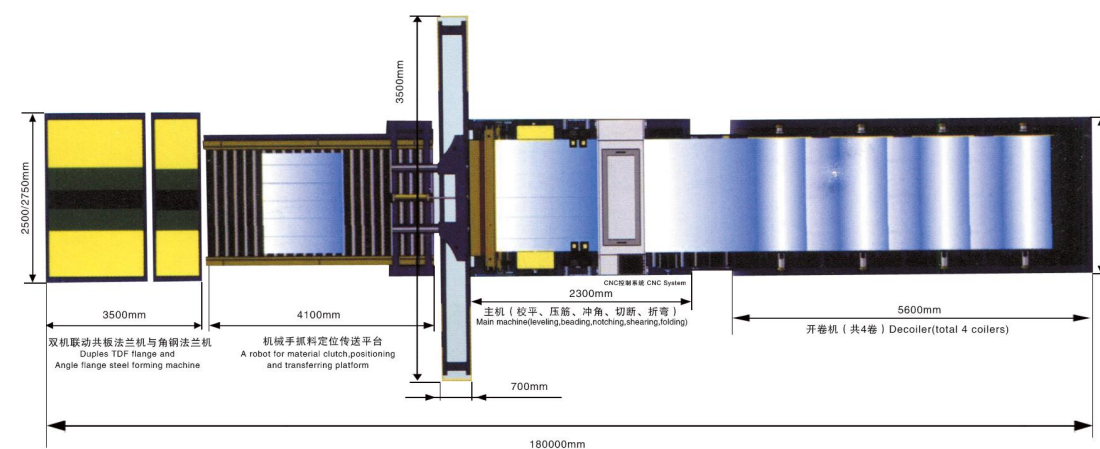 3500mm
2500/2750mm
CNC控制系统 CNC System
3500mm
双机联动共板法兰机与角钢法兰机
Duples TDF flange and
Angle flange steel forming machine
4100mm
机械手抓料定位传送平台
A robot for material clutch,positioning
and transferring platform
700mm
2300mm
主机(校平、压筋、冲角、切断、折弯)
Main machine(leveling,beading,notching,shearing,folding)
5600mm
开卷机(共4卷)Decoiler(total 4 coilers)
180000mm